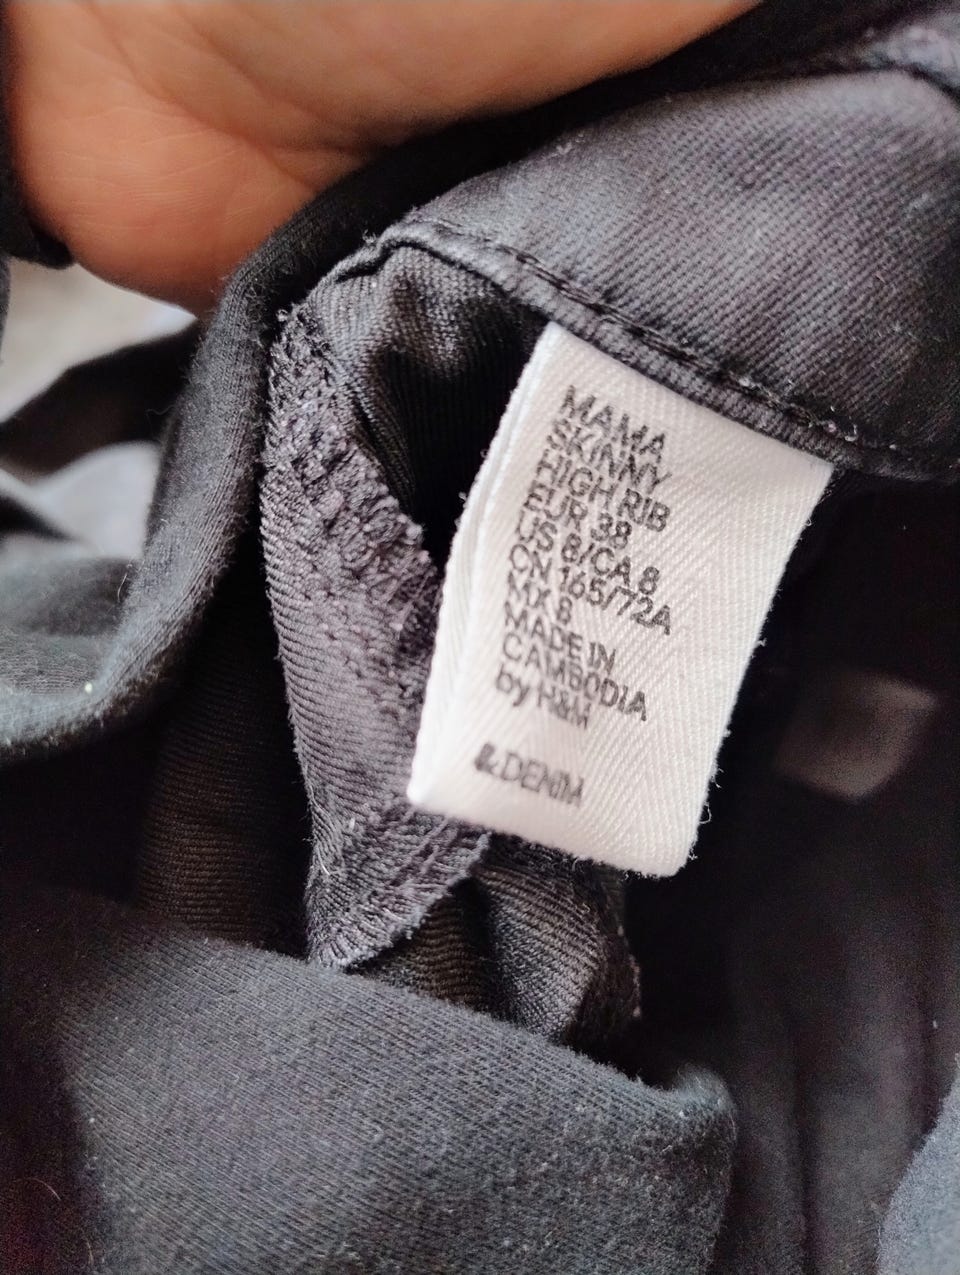 MAMA
SKINNY
HIGH RIB
EUR 38
US 8/CA 8
CN 165/72A
MX 8
MADE IN
CAMBODIA
by H&M
&DENIM